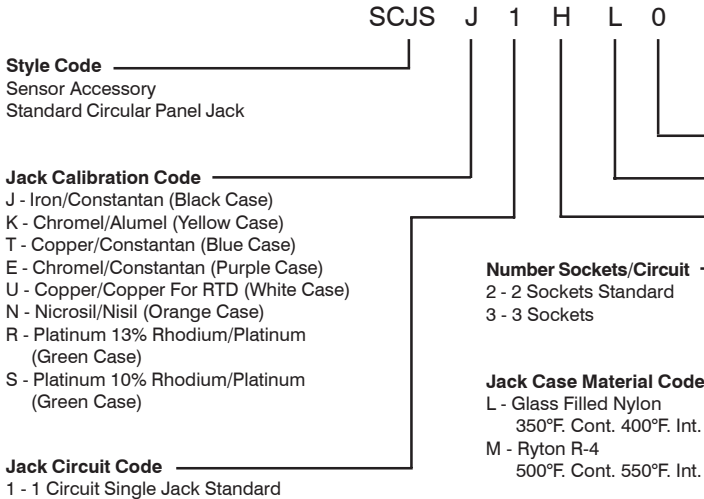 SCJS J 1 H L 0
Style Code
Sensor Accessory
Standard Circular Panel Jack
Jack Calibration Code
J - Iron/Constantan (Black Case)
K - Chromel/Alumel (Yellow Case)
T - Copper/Constantan (Blue Case)
E - Chromel/Constantan (Purple Case)
U - Copper/Copper For RTD (White Case)
N - Nicrosil/Nisil (Orange Case)
R - Platinum 13% Rhodium/Platinum
(Green Case)
S - Platinum 10% Rhodium/Platinum
(Green Case)
Jack Circuit Code
1 - 1 Circuit Single Jack Standard
Number Sockets/Circuit
2 - 2 Sockets Standard
3 - 3 Sockets
Jack Case Material Code
L - Glass Filled Nylon
350°F. Cont. 400°F. Int.
M - Ryton R-4
500°F. Cont. 550°F. Int.